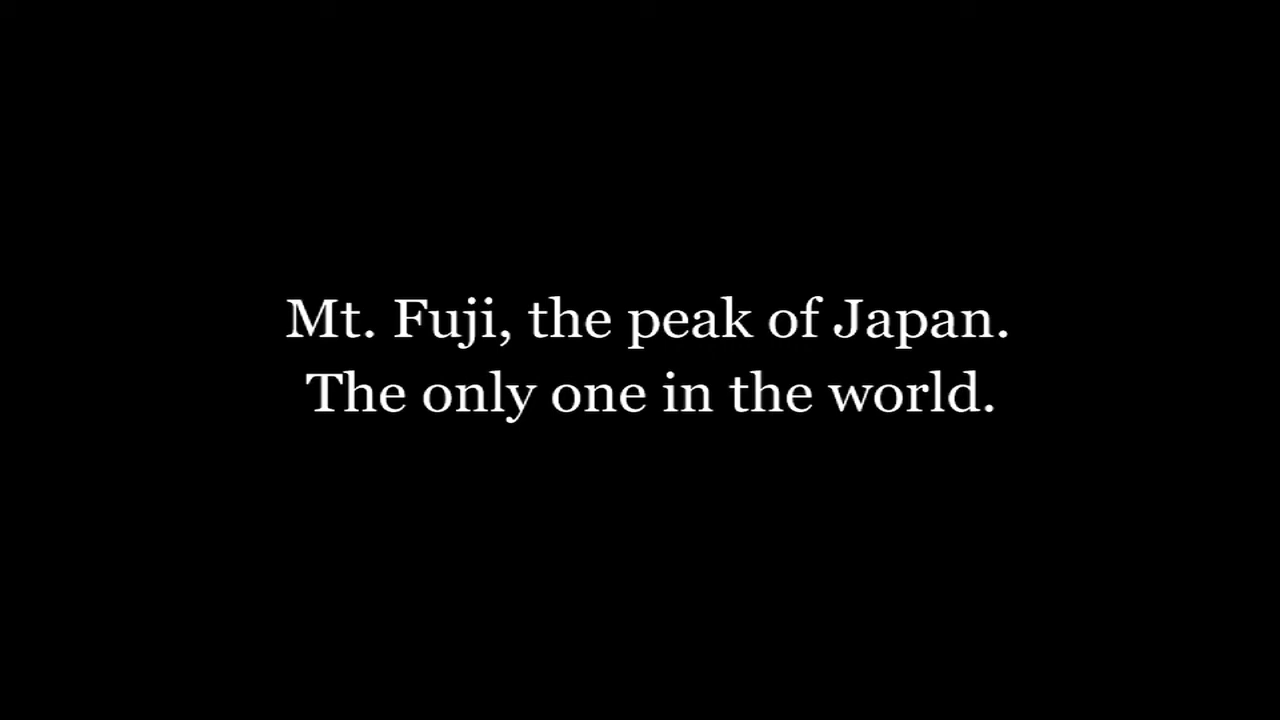 Mt. Fuji, the peak of Japan.
The only one in the world.